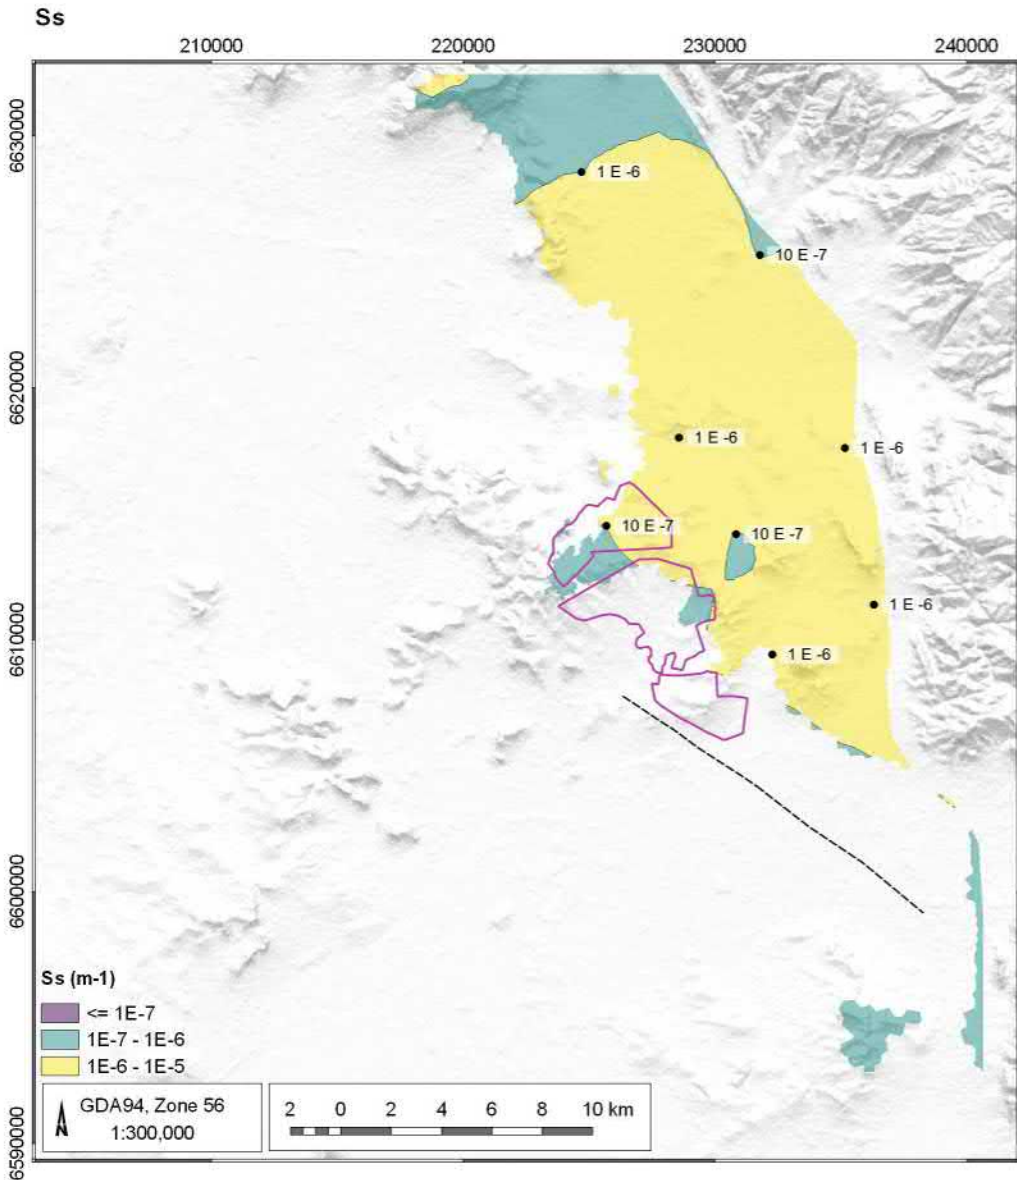 Ss
210000 220000 230000 240000
6630000
1 E -6
10 E -7
6620000
1 E -6
1 E -6
10 E -7
10 E -7
1 E -6
6610000
1 E -6
6600000
Ss (m-1)
<= 1E-7
1E-7 - 1E-6
1E-6 - 1E-5
N
GDA94, Zone 56
1:300,000
2 0 2 4 6 8 10 km
6590000